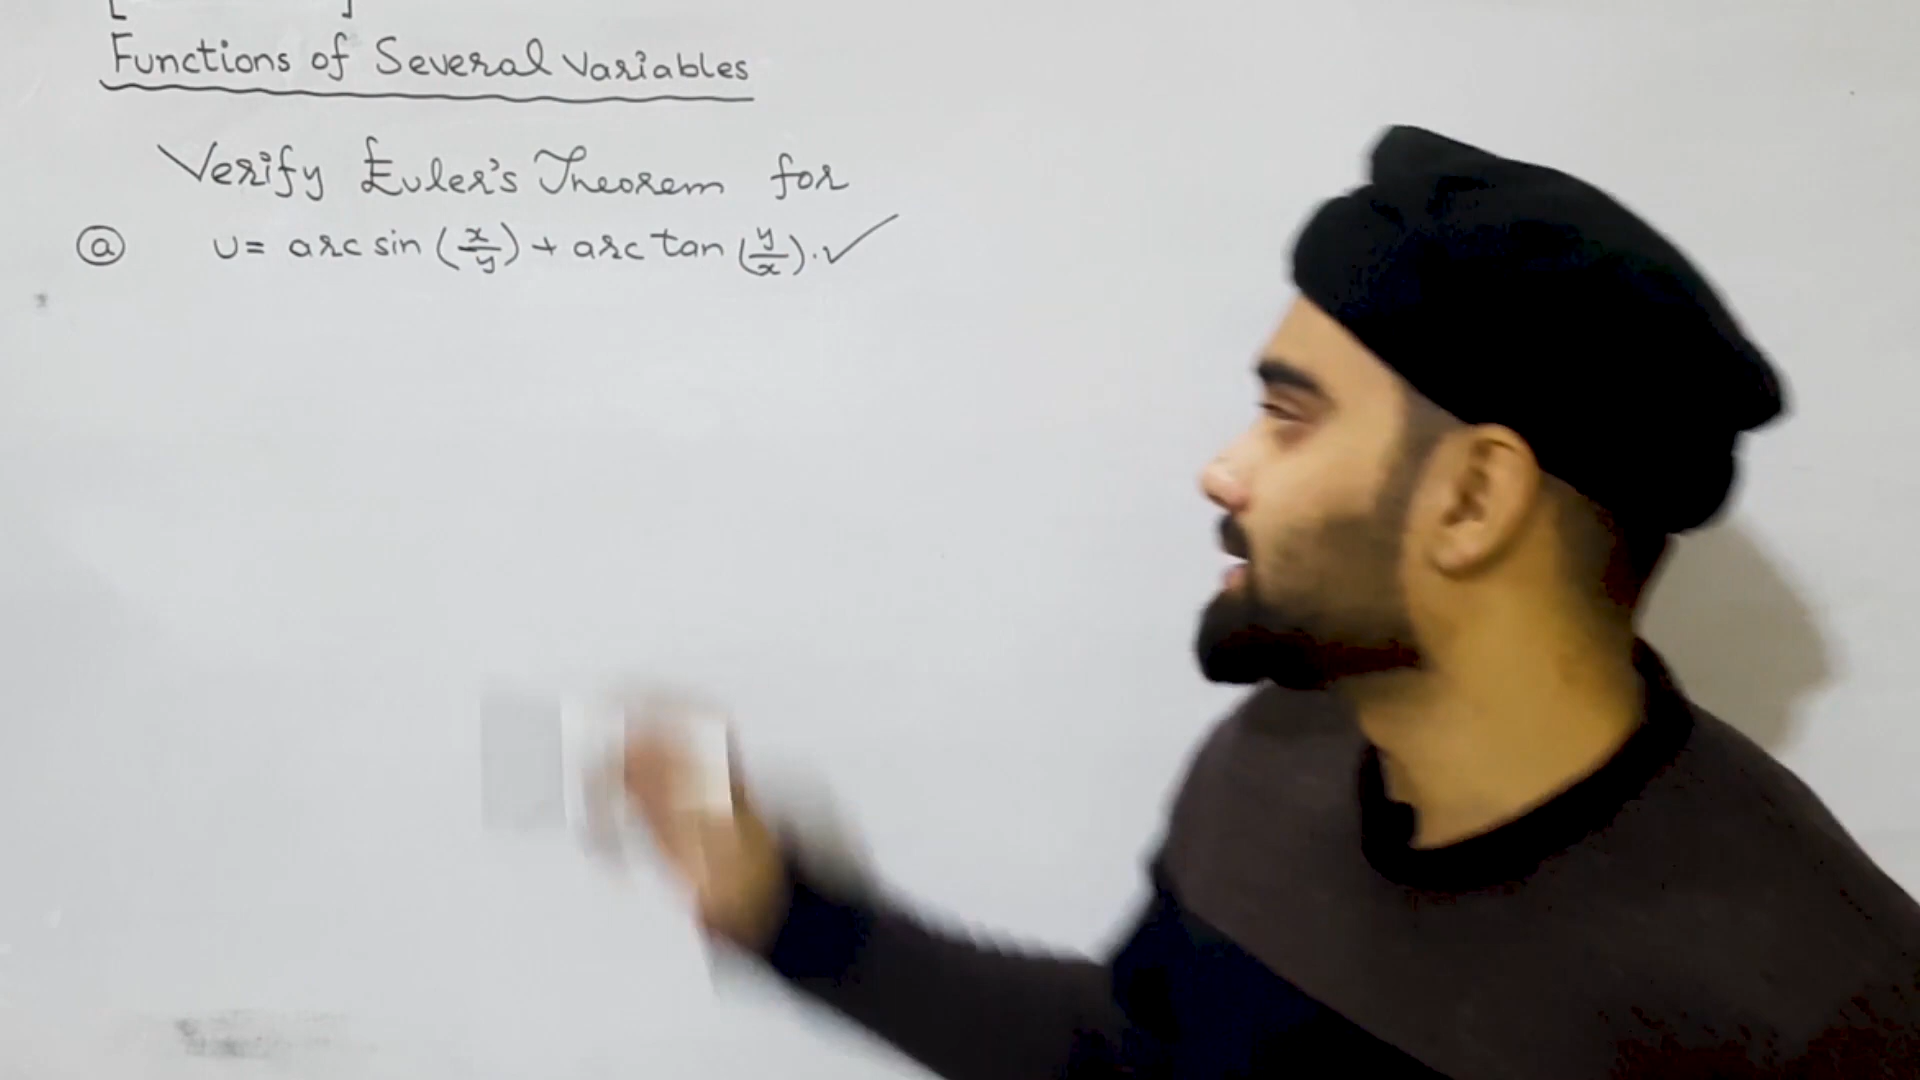 Functions of Several Variables
Verify Euler's Theorem for
(a) u = arc sin (x/y) + arc tan (y/x). ✓